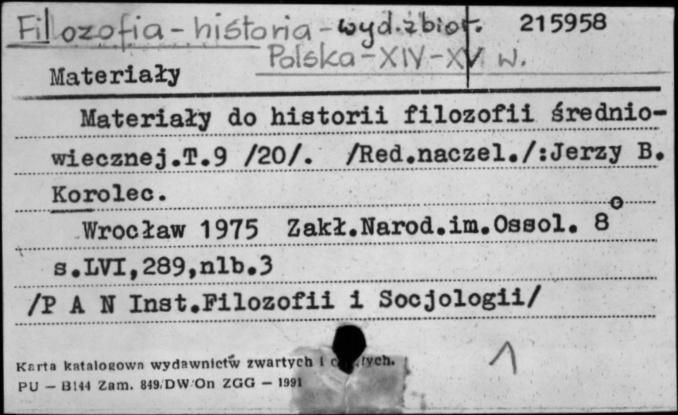 Filozofia - historia - wyd. zbior. 215958
Polska - XIV - XV w.
Materiały
Materiały do historii filozofii średnio-
wiecznej.T.9 /20/. /Red.naczel./:Jerzy B.
Korolec.
Wrocław 1975 Zakł.Narod.im.Ossol. 8°
s.LVI,289,nlb.3
/P A N Inst.Filozofii i Socjologii/
Karta katalogowa wydawnictw zwartych i
PU — B144 Zam. 849/DW/On ZGG — 1991
1